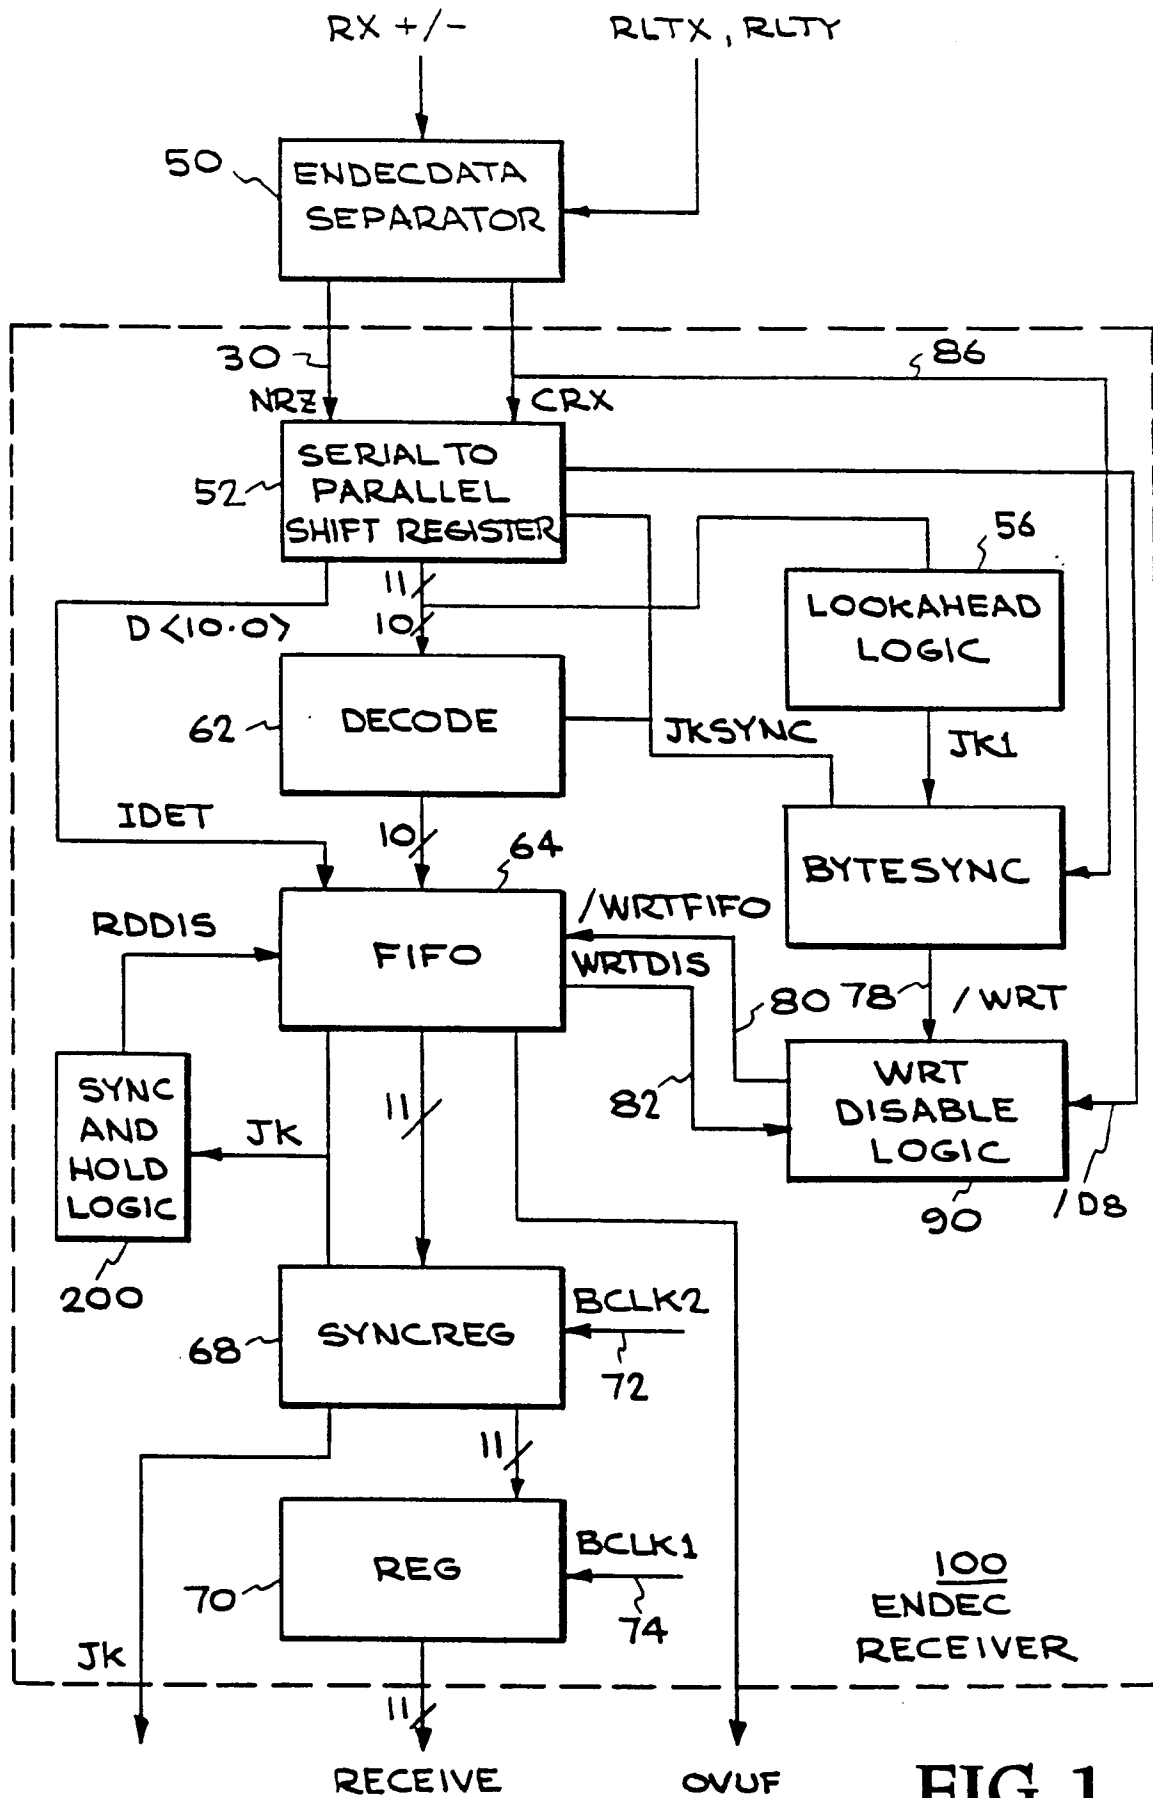 RX +/-
RLTX, RLTY
50
ENDECDATA
SEPARATOR
30
86
NRZ
CRX
52
SERIAL TO
PARALLEL
SHIFT REGISTER
56
11
D<10.0>
10
LOOKAHEAD
LOGIC
62
DECODE
JKSYNC
JK1
IDET
10
64
BYTESYNC
RDDIS
FIFO
/WRTFIFO
WRTDIS
80
78
/WRT
SYNC
AND
HOLD
LOGIC
JK
11
82
WRT
DISABLE
LOGIC
90
/D8
200
68
SYNCREG
BCLK2
72
11
70
REG
BCLK1
74
100
ENDEC
RECEIVER
JK
11
RECEIVE
OVUF
FIG. 1